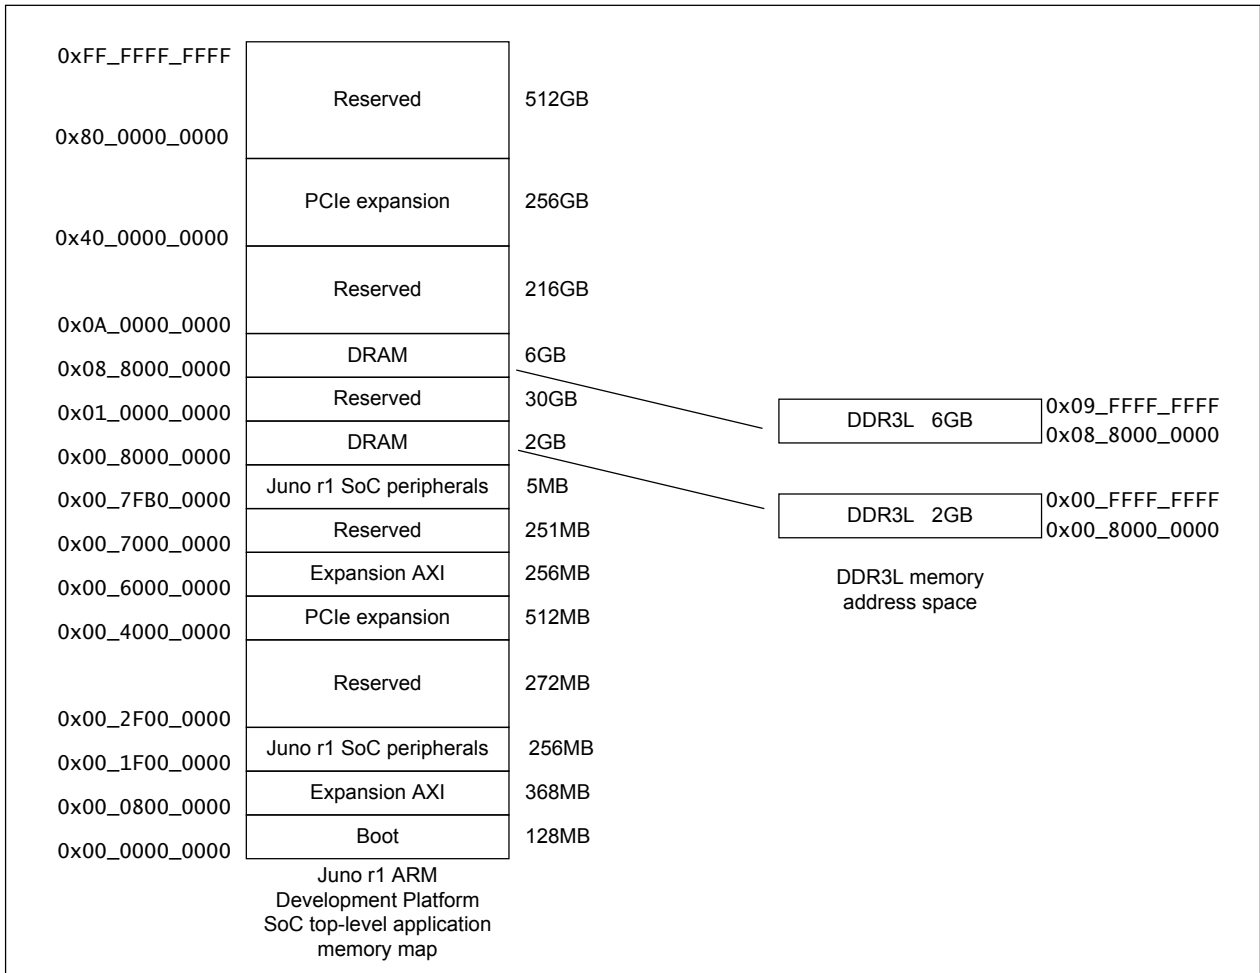 0xFF_FFFF_FFFF
Reserved 512GB
0x80_0000_0000
PCIe expansion 256GB
0x40_0000_0000
Reserved 216GB
0x0A_0000_0000
DRAM 6GB
0x08_8000_0000
Reserved 30GB
0x01_0000_0000
DRAM 2GB
0x00_8000_0000
Juno r1 SoC peripherals 5MB
0x00_7FB0_0000
Reserved 251MB
0x00_7000_0000
Expansion AXI 256MB
0x00_6000_0000
PCIe expansion 512MB
0x00_4000_0000
Reserved 272MB
0x00_2F00_0000
Juno r1 SoC peripherals 256MB
0x00_1F00_0000
Expansion AXI 368MB
0x00_0800_0000
Boot 128MB
0x00_0000_0000
Juno r1 ARM
Development Platform
SoC top-level application
memory map
0x09_FFFF_FFFF
DDR3L 6GB
0x08_8000_0000
0x00_FFFF_FFFF
DDR3L 2GB
0x00_8000_0000
DDR3L memory
address space